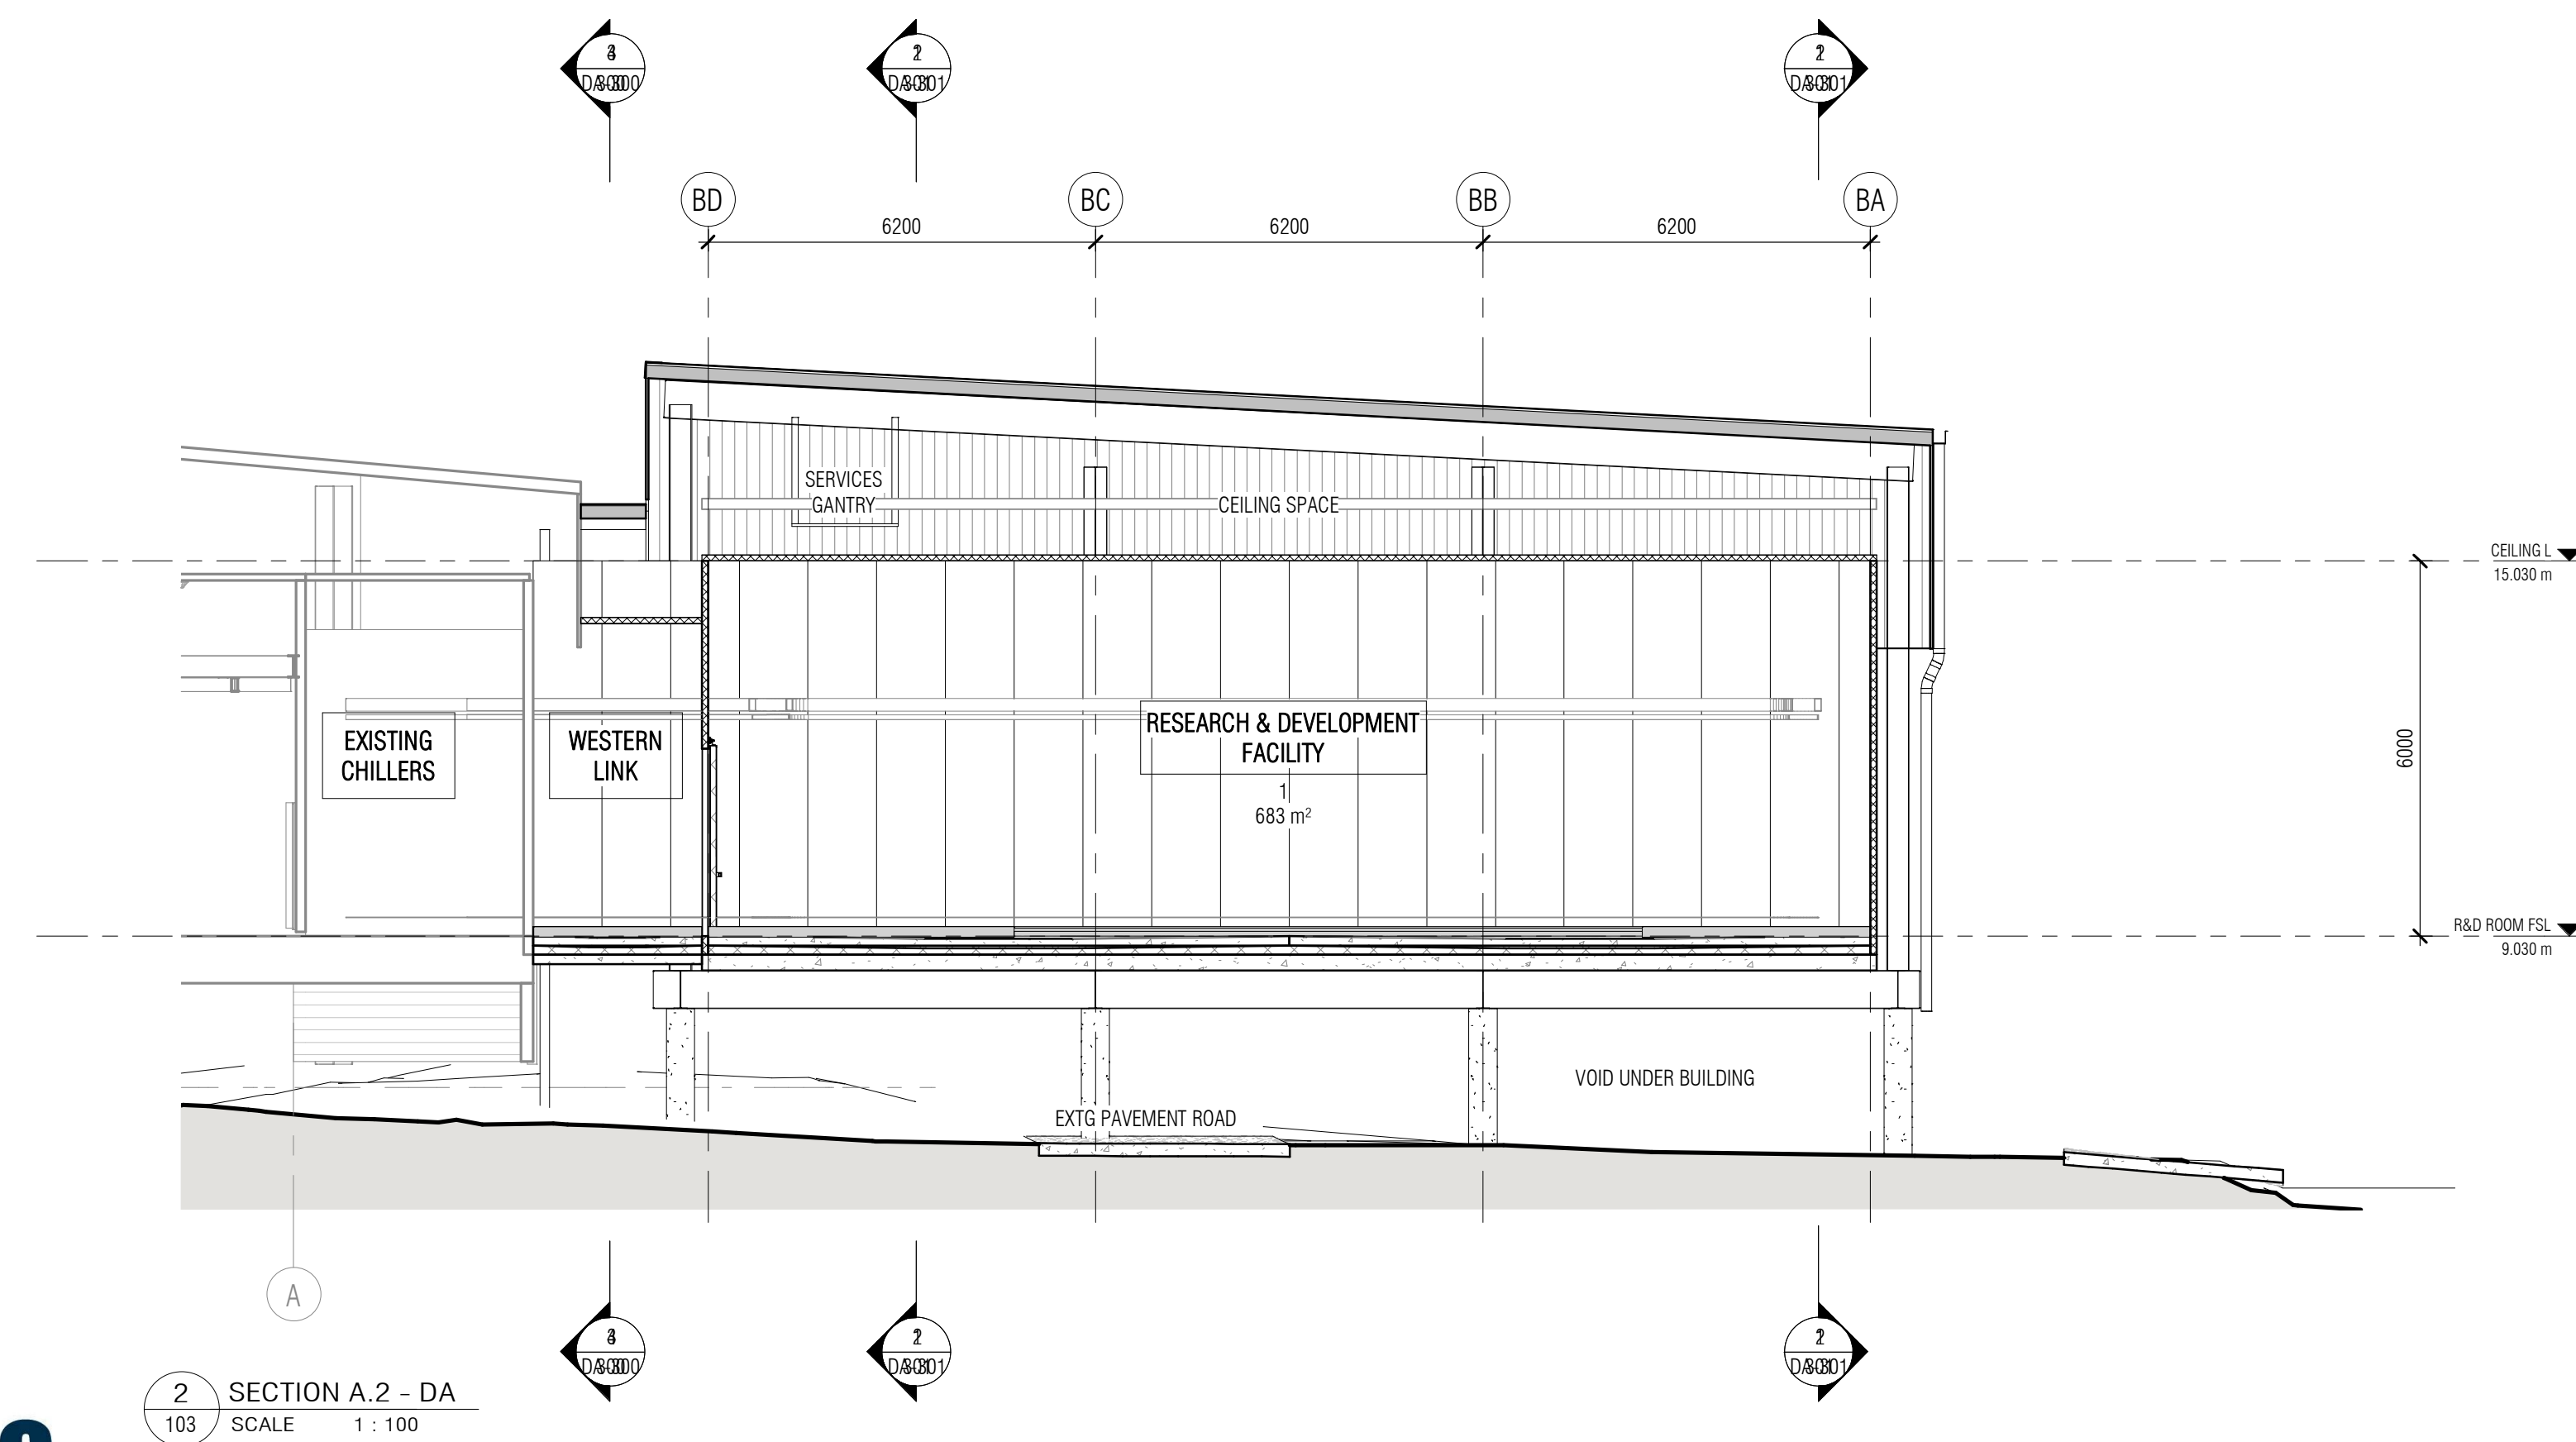 BD
BC
BB
BA
6200
6200
6200
SERVICES
GANTRY
CEILING SPACE
CEILING L
15.030 m
EXISTING
CHILLERS
WESTERN
LINK
RESEARCH & DEVELOPMENT
FACILITY
1
683 m²
6000
R&D ROOM FSL
9.030 m
VOID UNDER BUILDING
EXTG PAVEMENT ROAD
A
2
103
SECTION A.2 - DA
SCALE 1 : 100